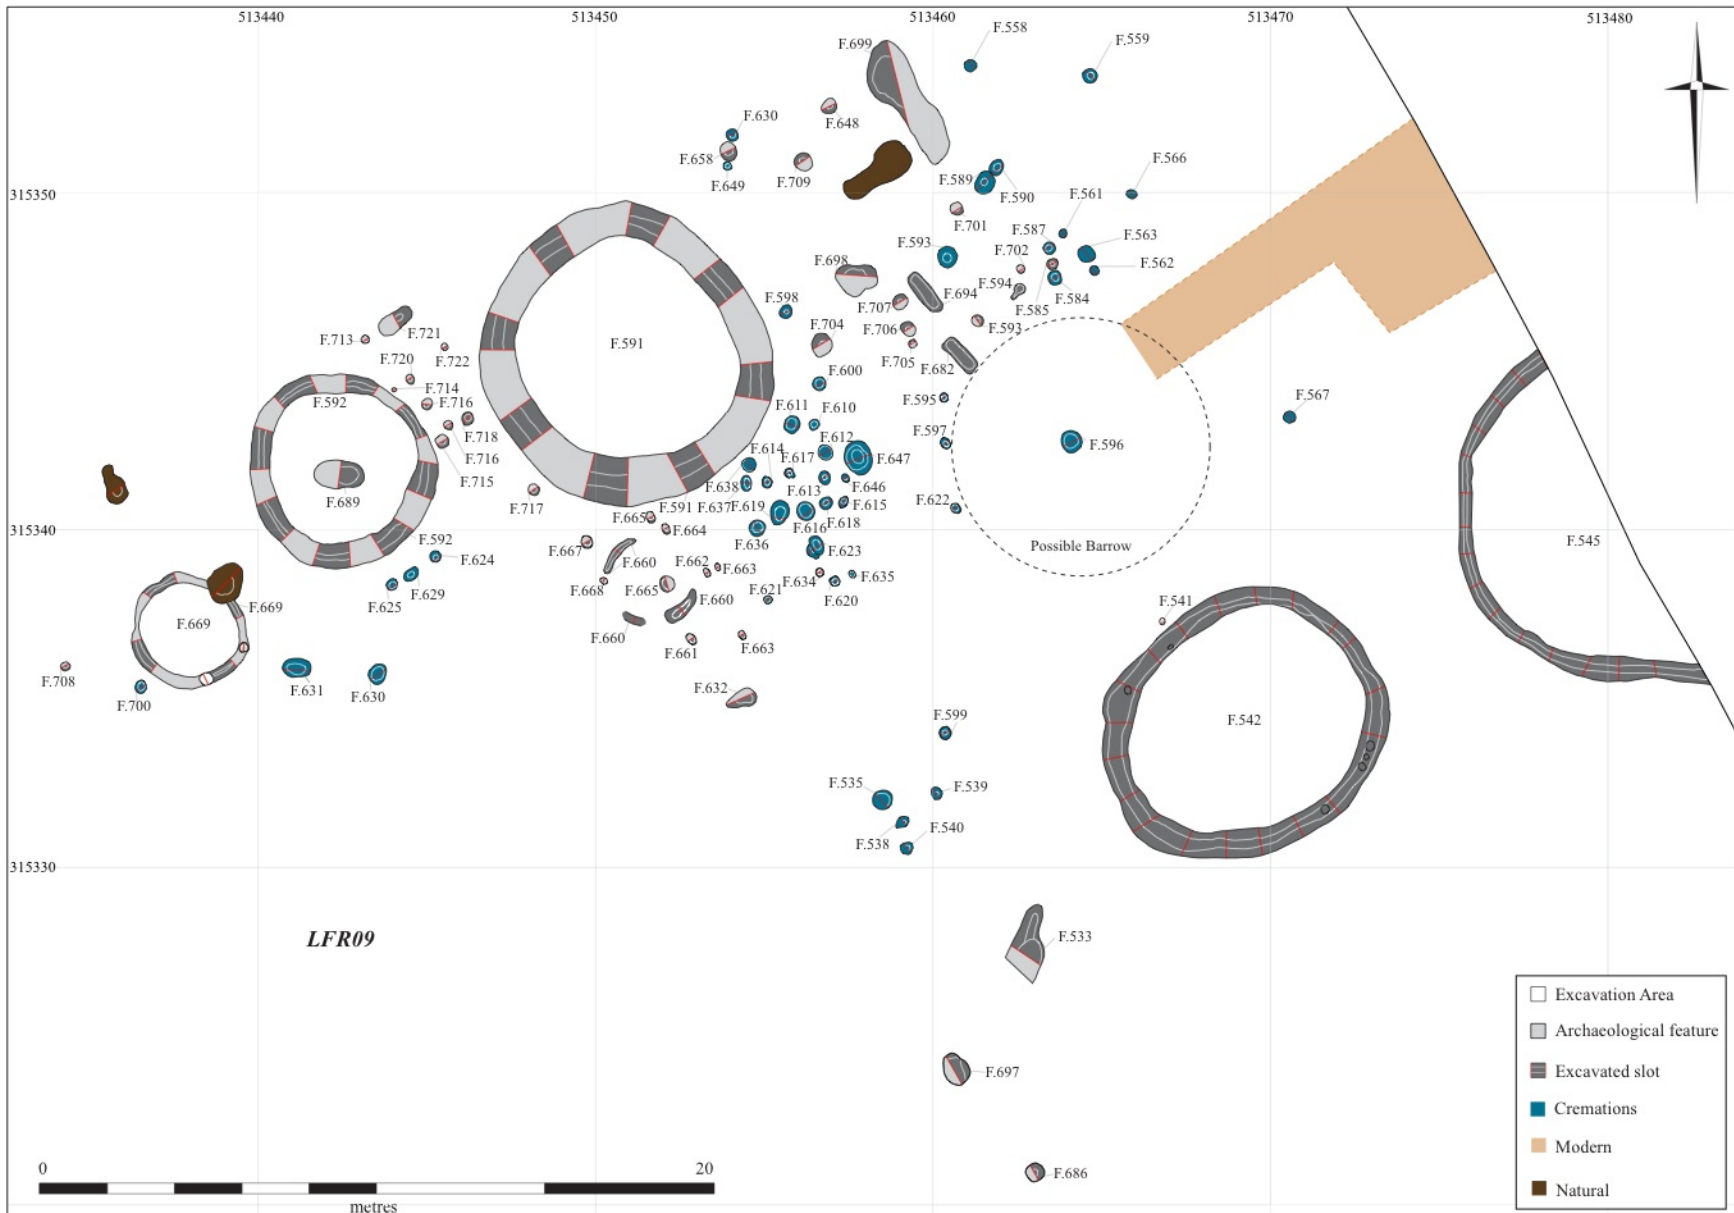 513440
513450
513460
513470
513480
F.558
F.699
F.559
F.630
F.648
F.658
F.566
F.649
F.709
F.589
F.590
315350
F.561
F.701
F.587
F.563
F.593
F.702
F.562
F.698
F.594
F.694
F.584
F.598
F.707
F.585
F.704
F.706
F.593
F.721
F.713
F.591
F.705
F.722
F.682
F.720
F.600
F.714
F.592
F.595
F.567
F.716
F.611
F.610
F.718
F.597
F.612
F.596
F.716
F.614
F.617
F.647
F.715
F.638
F.646
F.689
F.613
F.717
F.591
F.637
F.619
F.615
F.622
F.665
F.616
F.618
315340
F.664
F.592
F.636
F.545
F.667
F.623
Possible Barrow
F.624
F.660
F.662
F.663
F.634
F.635
F.668
F.665
F.621
F.620
F.629
F.625
F.660
F.541
F.669
F.669
F.660
F.661
F.663
F.708
F.631
F.630
F.632
F.700
F.599
F.542
F.535
F.539
F.538
F.540
315330
LFR09
F.533
Excavation Area
Archaeological feature
F.697
Excavated slot
Cremations
Modern
0
20
F.686
Natural
metres